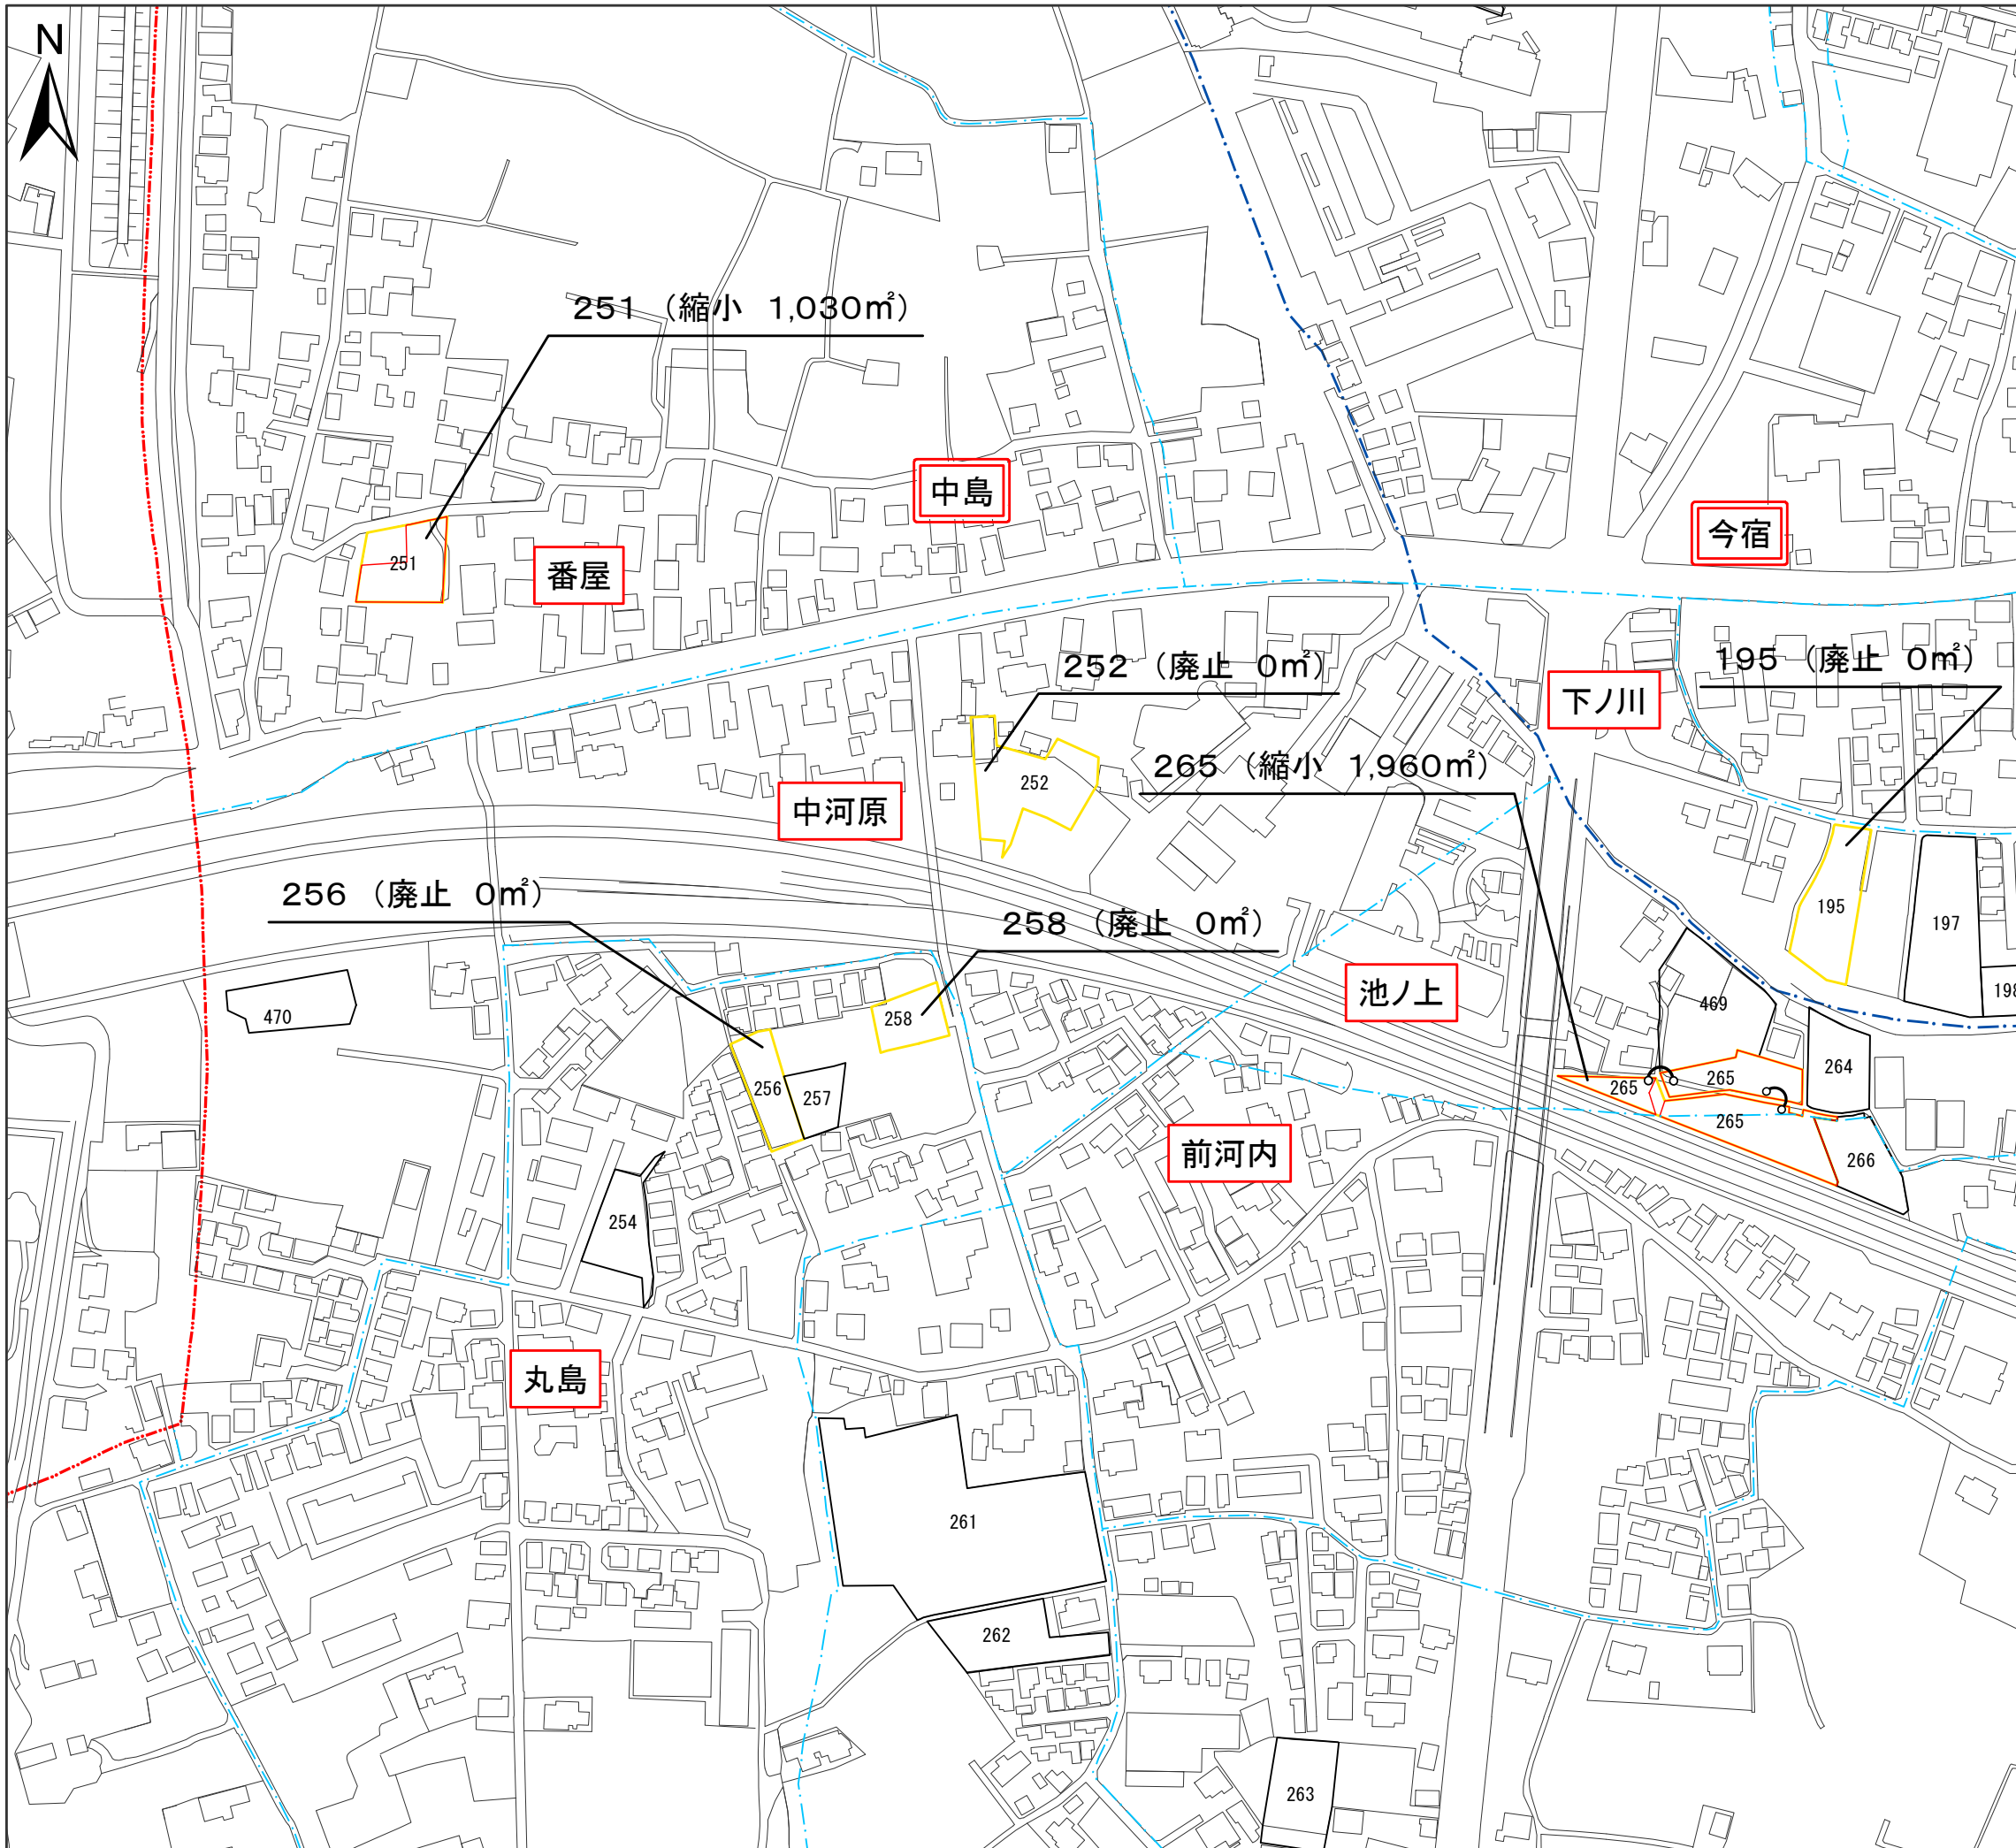 N
251 (縮小 1,030㎡)
中島
今宿
251
番屋
252 (廃止 0㎡)
195 (廃止 0㎡)
下ノ川
265 (縮小 1,960㎡)
252
中河原
256 (廃止 0㎡)
258 (廃止 0㎡)
195
197
池ノ上
198
469
470
258
264
256
257
265
265
265
前河内
266
254
丸島
261
262
263